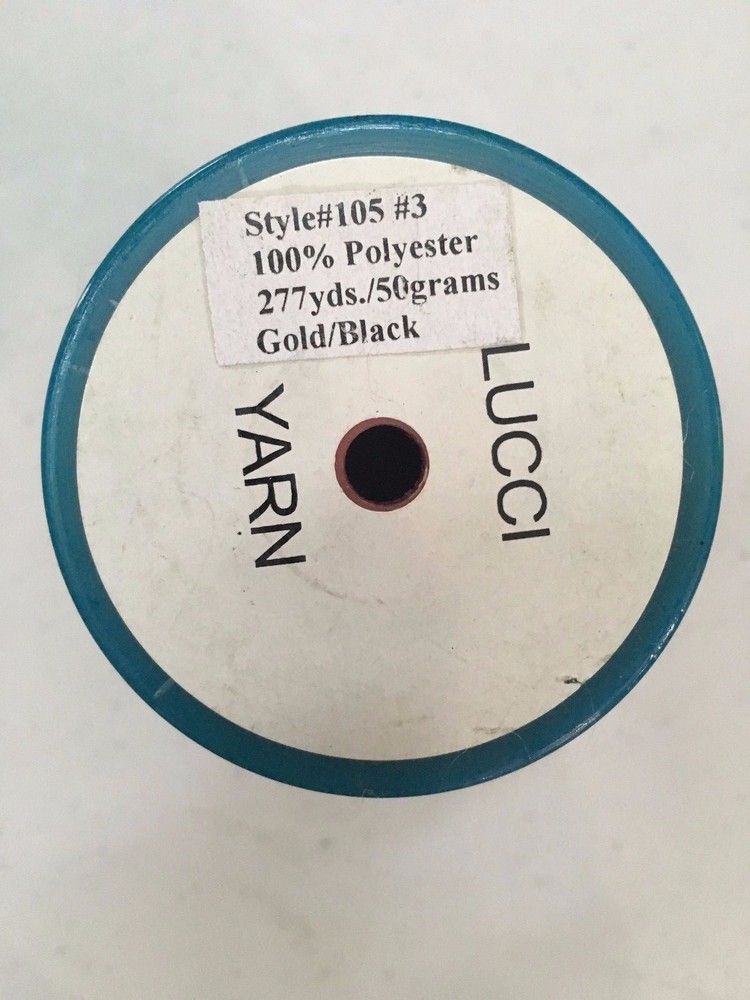 Style#105 #3
100% Polyester
277yds./50grams
Gold/Black
LUCCI
YARN